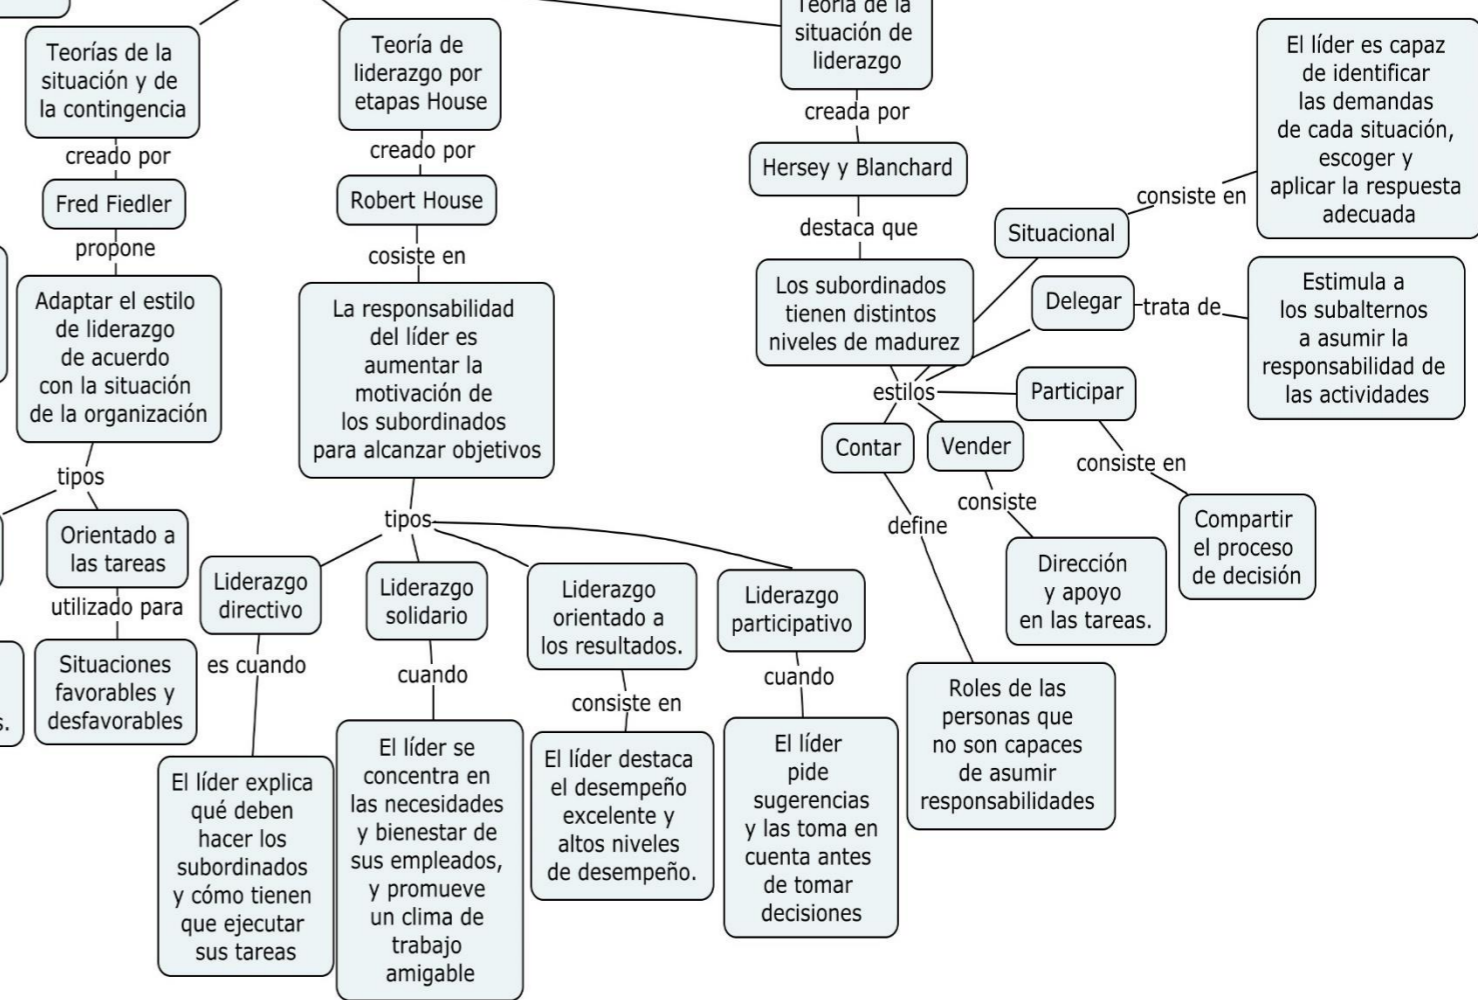 Teorías de la
situación y de
la contingencia
creado por
Fred Fiedler
propone
Adaptar el estilo
de liderazgo
de acuerdo
con la situación
de la organización
tipos
Orientado a
las tareas
utilizado para
Situaciones
favorables y
desfavorables
s.
Teoría de
liderazgo por
etapas House
creado por
Robert House
cosiste en
La responsabilidad
del líder es
aumentar la
motivación de
los subordinados
para alcanzar objetivos
tipos
Liderazgo
directivo
es cuando
El líder explica
qué deben
hacer los
subordinados
y cómo tienen
que ejecutar
sus tareas
Liderazgo
solidario
cuando
El líder se
concentra en
las necesidades
y bienestar de
sus empleados,
y promueve
un clima de
trabajo
amigable
Liderazgo
orientado a
los resultados.
consiste en
El líder destaca
el desempeño
excelente y
altos niveles
de desempeño.
Liderazgo
participativo
cuando
El líder
pide
sugerencias
y las toma en
cuenta antes
de tomar
decisiones
Teoría de la
situación de
liderazgo
creada por
Hersey y Blanchard
destaca que
Los subordinados
tienen distintos
niveles de madurez
estilos
Situacional
consiste en
El líder es capaz
de identificar
las demandas
de cada situación,
escoger y
aplicar la respuesta
adecuada
Delegar
trata de
Estimula a
los subalternos
a asumir la
responsabilidad de
las actividades
Participar
consiste en
Compartir
el proceso
de decisión
Vender
consiste
Dirección
y apoyo
en las tareas.
Contar
define
Roles de las
personas que
no son capaces
de asumir
responsabilidades